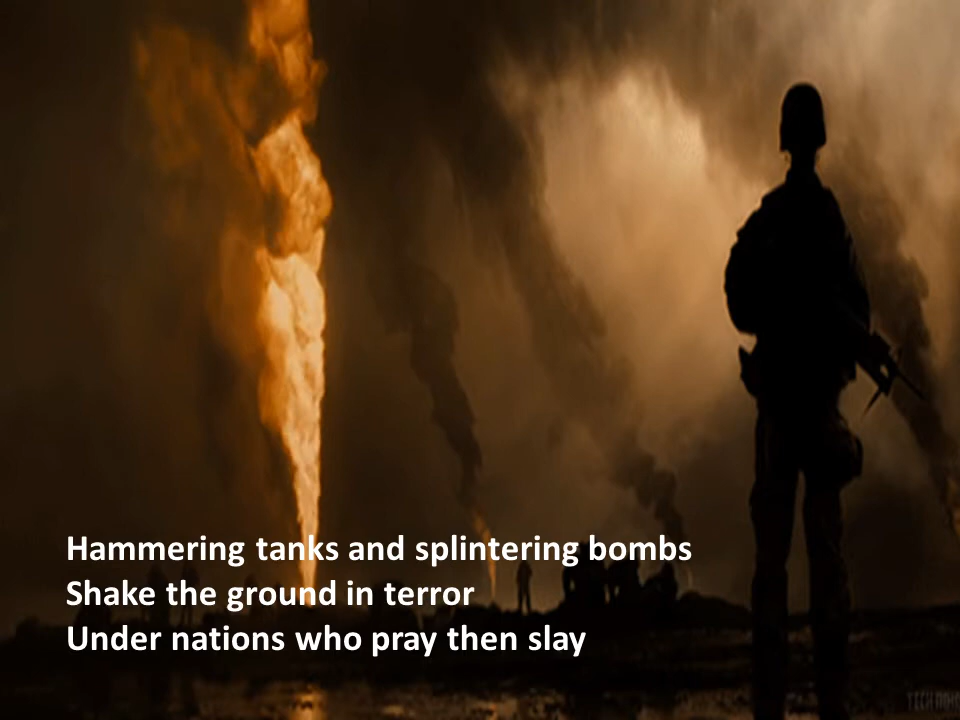 Hammering tanks and splintering bombs
Shake the ground in terror
Under nations who pray then slay